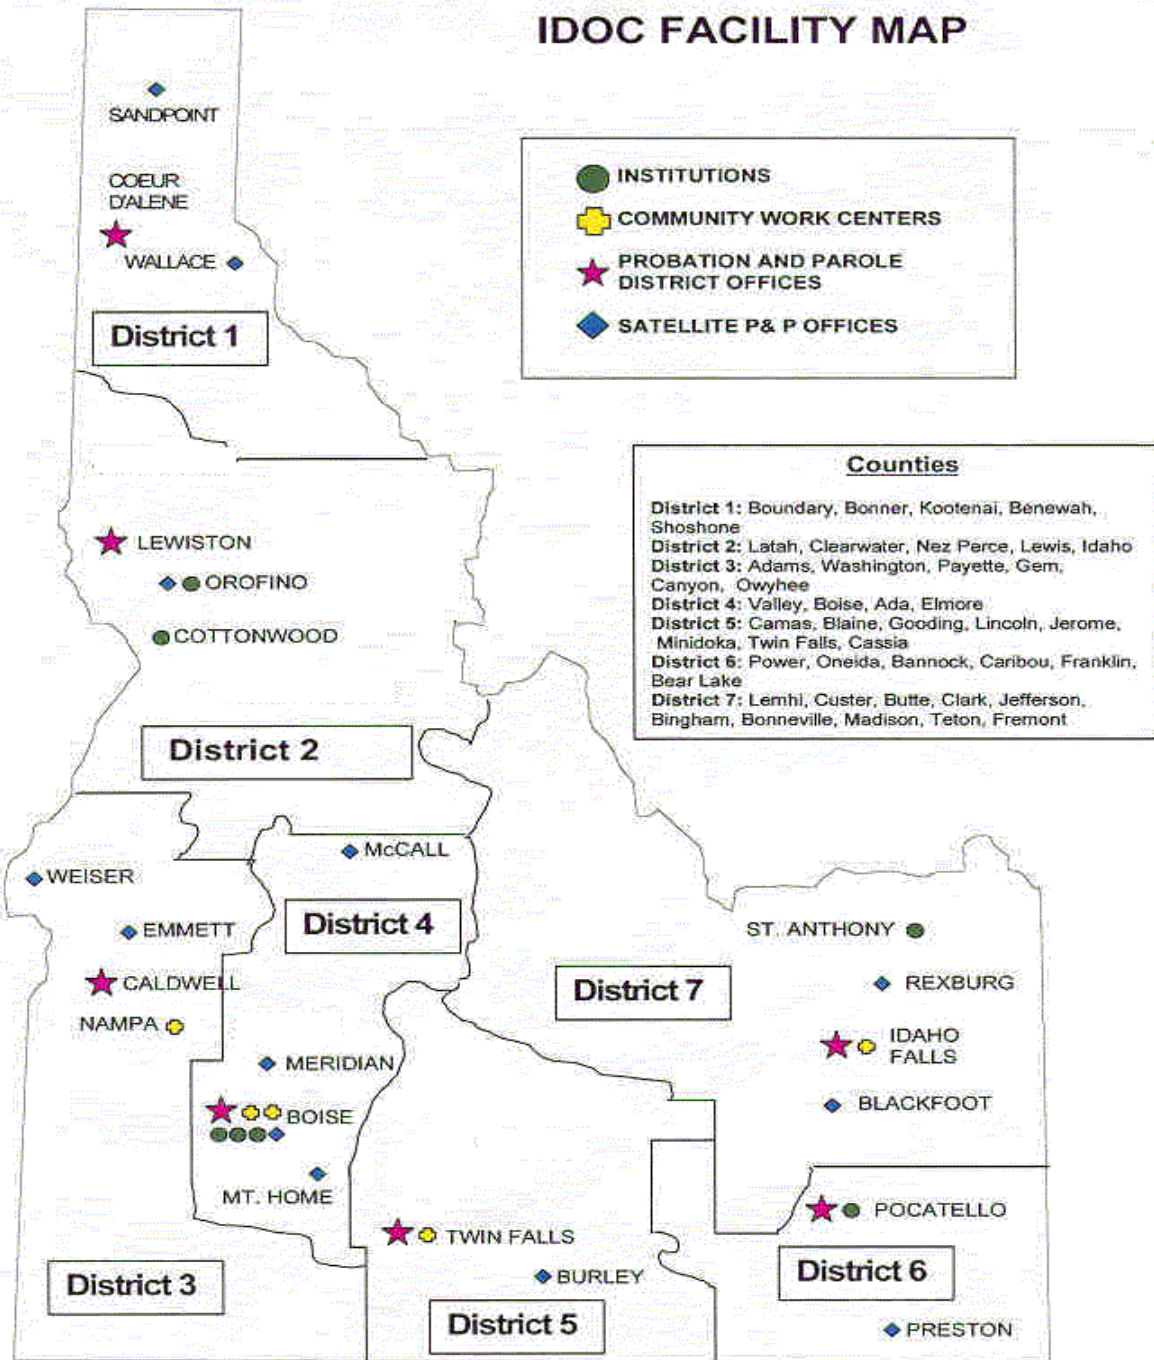 IDOC FACILITY MAP
SANDPOINT
COEUR
D'ALENE
WALLACE
District 1
INSTITUTIONS
COMMUNITY WORK CENTERS
PROBATION AND PAROLE
DISTRICT OFFICES
SATELLITE P& P OFFICES
Counties
District 1: Boundary, Bonner, Kootenai, Benewah,
Shoshone
District 2: Latah, Clearwater, Nez Perce, Lewis, Idaho
District 3: Adams, Washington, Payette, Gem,
Canyon, Owyhee
District 4: Valley, Boise, Ada, Elmore
District 5: Camas, Blaine, Gooding, Lincoln, Jerome,
Minidoka, Twin Falls, Cassia
District 6: Power, Oneida, Bannock, Caribou, Franklin,
Bear Lake
District 7: Lemhi, Custer, Butte, Clark, Jefferson,
Bingham, Bonneville, Madison, Teton, Fremont
LEWISTON
OROFINO
COTTONWOOD
District 2
McCALL
WEISER
EMMETT
District 4
CALDWELL
NAMPA
MERIDIAN
BOISE
MT. HOME
District 3
TWIN FALLS
BURLEY
District 5
District 7
ST. ANTHONY
REXBURG
IDAHO
FALLS
BLACKFOOT
POCATELLO
District 6
PRESTON